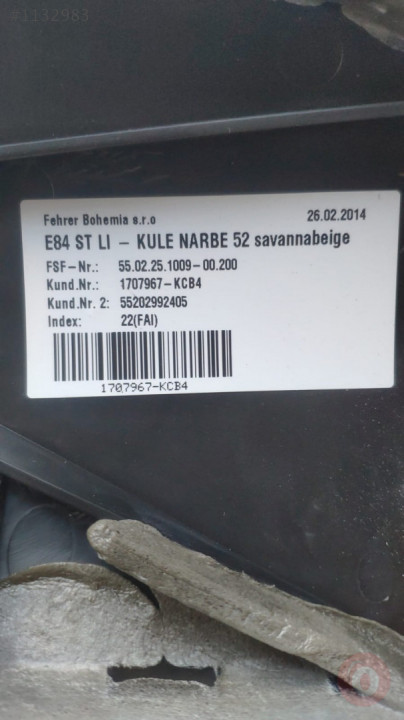 #1132983
Fehrer Bohemia s.r.o 26.02.2014
E84 ST LI - KULE NARBE 52 savannabeige
FSF-Nr.: 55.02.25.1009-00.200
Kund.Nr.: 1707967-KCB4
Kund.Nr. 2: 55202992405
Index: 22(FAI)
1707967-KCB4